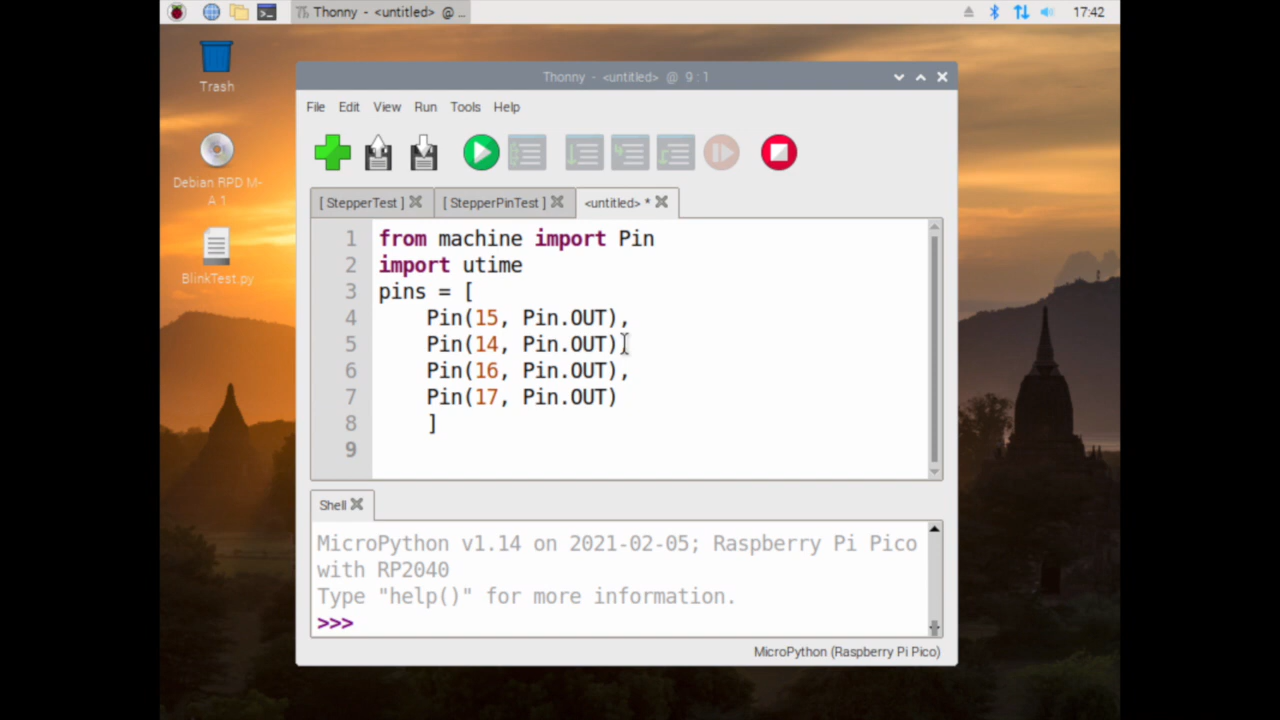 Thonny - <untitled> @ ...
17:42
Trash
Debian RPD M-
A 1
BlinkTest.py
Thonny - <untitled> @ 9:1
File Edit View Run Tools Help
[ StepperTest ] [ StepperPinTest ] <untitled> *
1 from machine import Pin
2 import utime
3 pins = [
4     Pin(15, Pin.OUT),
5     Pin(14, Pin.OUT),
6     Pin(16, Pin.OUT),
7     Pin(17, Pin.OUT)
8     ]
9
Shell
MicroPython v1.14 on 2021-02-05; Raspberry Pi Pico
with RP2040
Type "help()" for more information.
>>>
MicroPython (Raspberry Pi Pico)